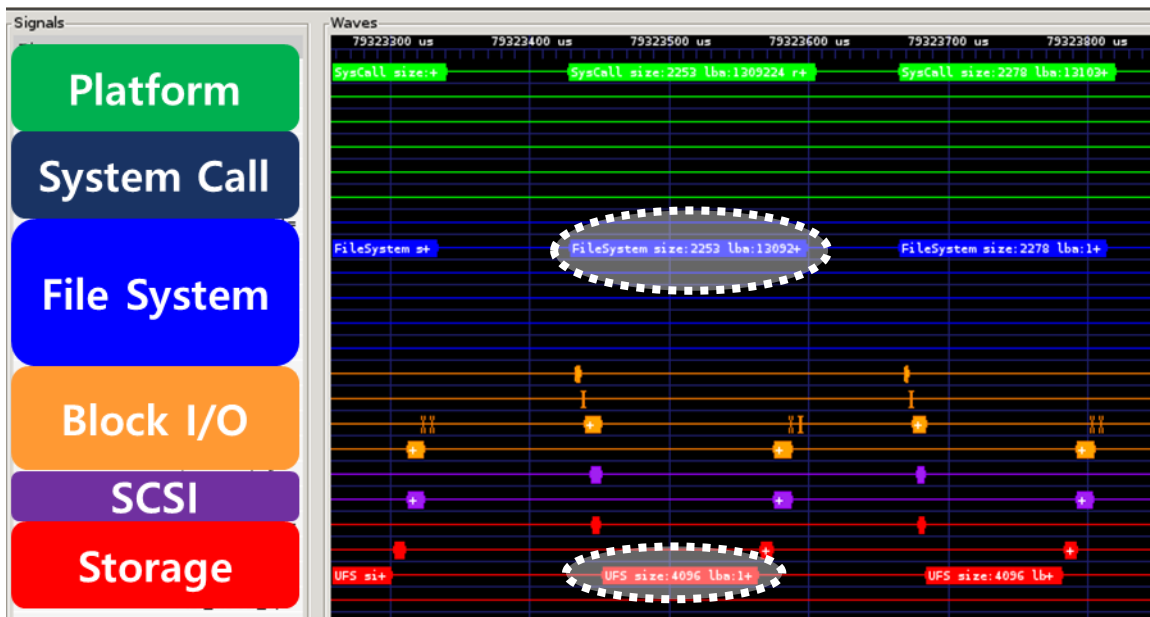 Signals
Waves
79323300 us 79323400 us 79323500 us 79323600 us 79323700 us 79323800 us
Platform
SysCall size:+ SysCall size:2253 lba:1309224 r+ SysCall size:2278 lba:13103+
System Call
File System
FileSystem s+ FileSystem size:2253 lba:13092+ FileSystem size:2278 lba:1+
Block I/O
+ +
+ + +
SCSI
+ + +
Storage
+ +
UFS si+ UFS size:4096 lba:1+ UFS size:4096 lb+